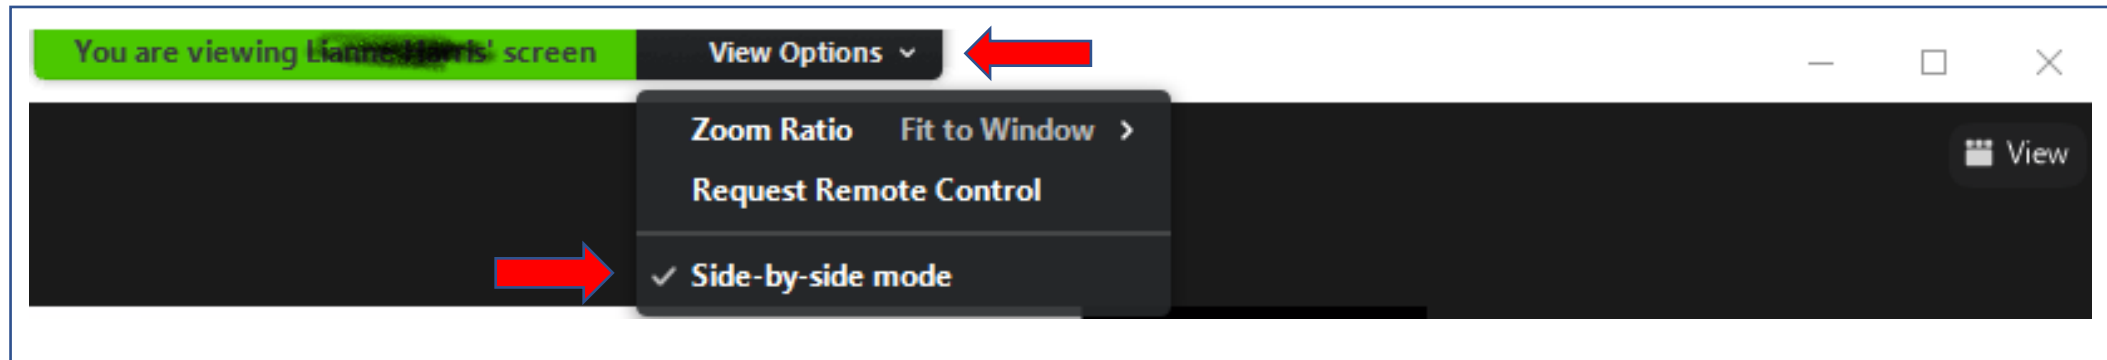 You are viewing screen View Options
Zoom Ratio Fit to Window
View
Request Remote Control
Side-by-side mode